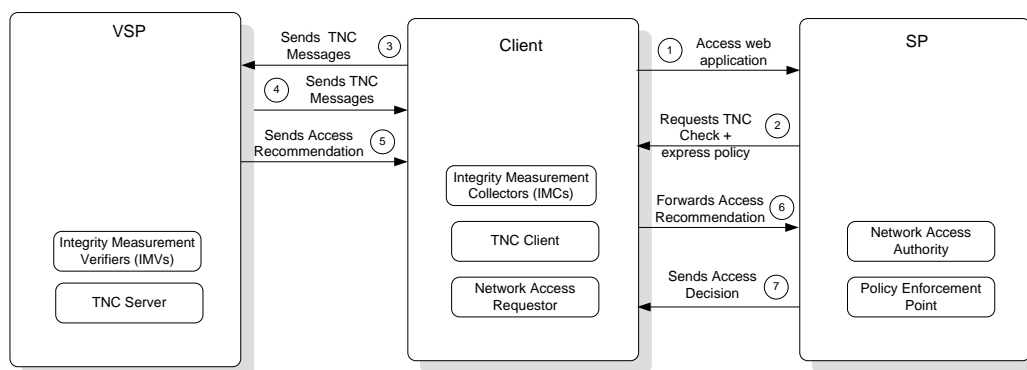 VSP
Client
SP
Sends TNC
Messages
3
4
Sends TNC
Messages
Sends Access
Recommendation
5
1
Access web
application
Requests TNC
Check +
express policy
2
Forwards Access
Recommendation
6
Sends Access
Decision
7
Integrity Measurement
Verifiers (IMVs)
TNC Server
Integrity Measurement
Collectors (IMCs)
TNC Client
Network Access
Requestor
Network Access
Authority
Policy Enforcement
Point